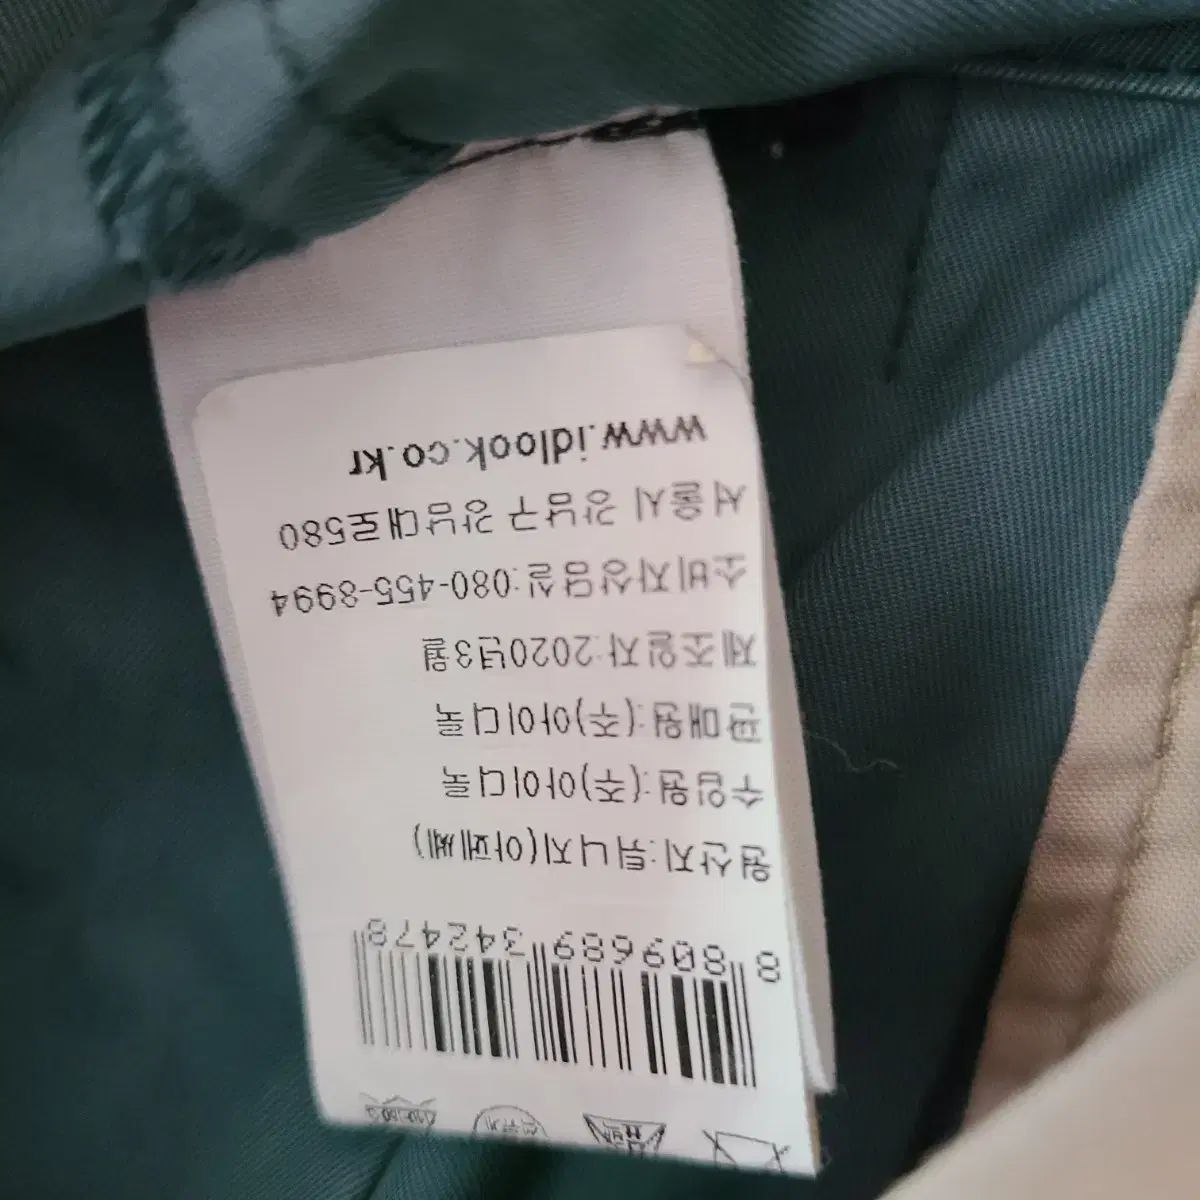 8 809689 342478
원산지:튀니지(아페쎄)
수입원:(주)아이디룩
판매원:(주)아이디룩
제조일자:2020년3월
소비자상담실:080-455-8994
서울시 강남구 강남대로580
www.idlook.co.kr